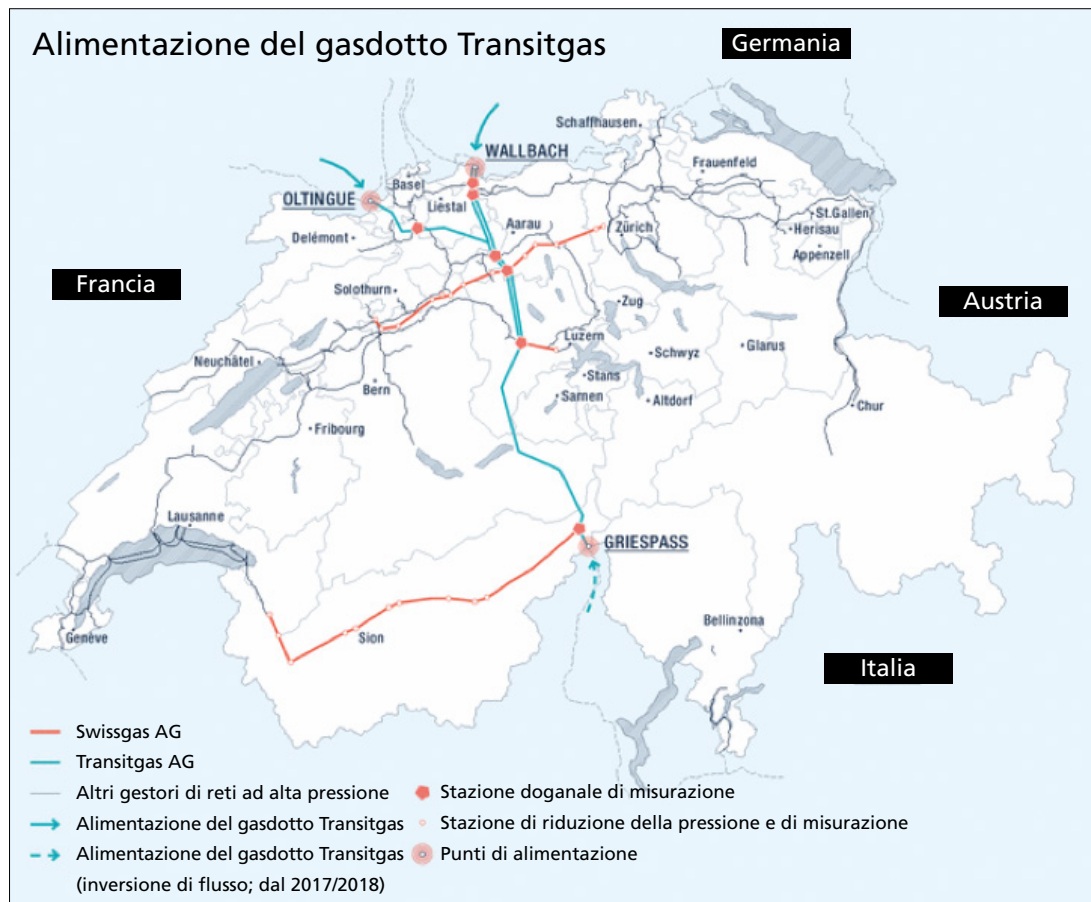 Alimentazione del gasdotto Transitgas
Germania
Schaffhausen
WALLBACH
Frauenfeld
Basel
OLTINGUE
Liestal
Aarau
Zürich
St.Gallen
Herisau
Appenzell
Delémont
Francia
Solothurn
Zug
Austria
Luzern
Neuchâtel
Schwyz
Glarus
Stans
Bern
Sarnen
Altdorf
Chur
Fribourg
Lausanne
GRIESPASS
Bellinzona
Genève
Sion
Italia
Swissgas AG
Transitgas AG
Altri gestori di reti ad alta pressione
Stazione doganale di misurazione
Alimentazione del gasdotto Transitgas
Stazione di riduzione della pressione e di misurazione
Alimentazione del gasdotto Transitgas
Punti di alimentazione
(inversione di flusso; dal 2017/2018)